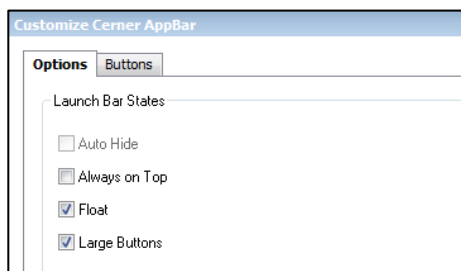 Customize Cerner AppBar
Options Buttons
Launch Bar States
Auto Hide
Always on Top
Float
Large Buttons